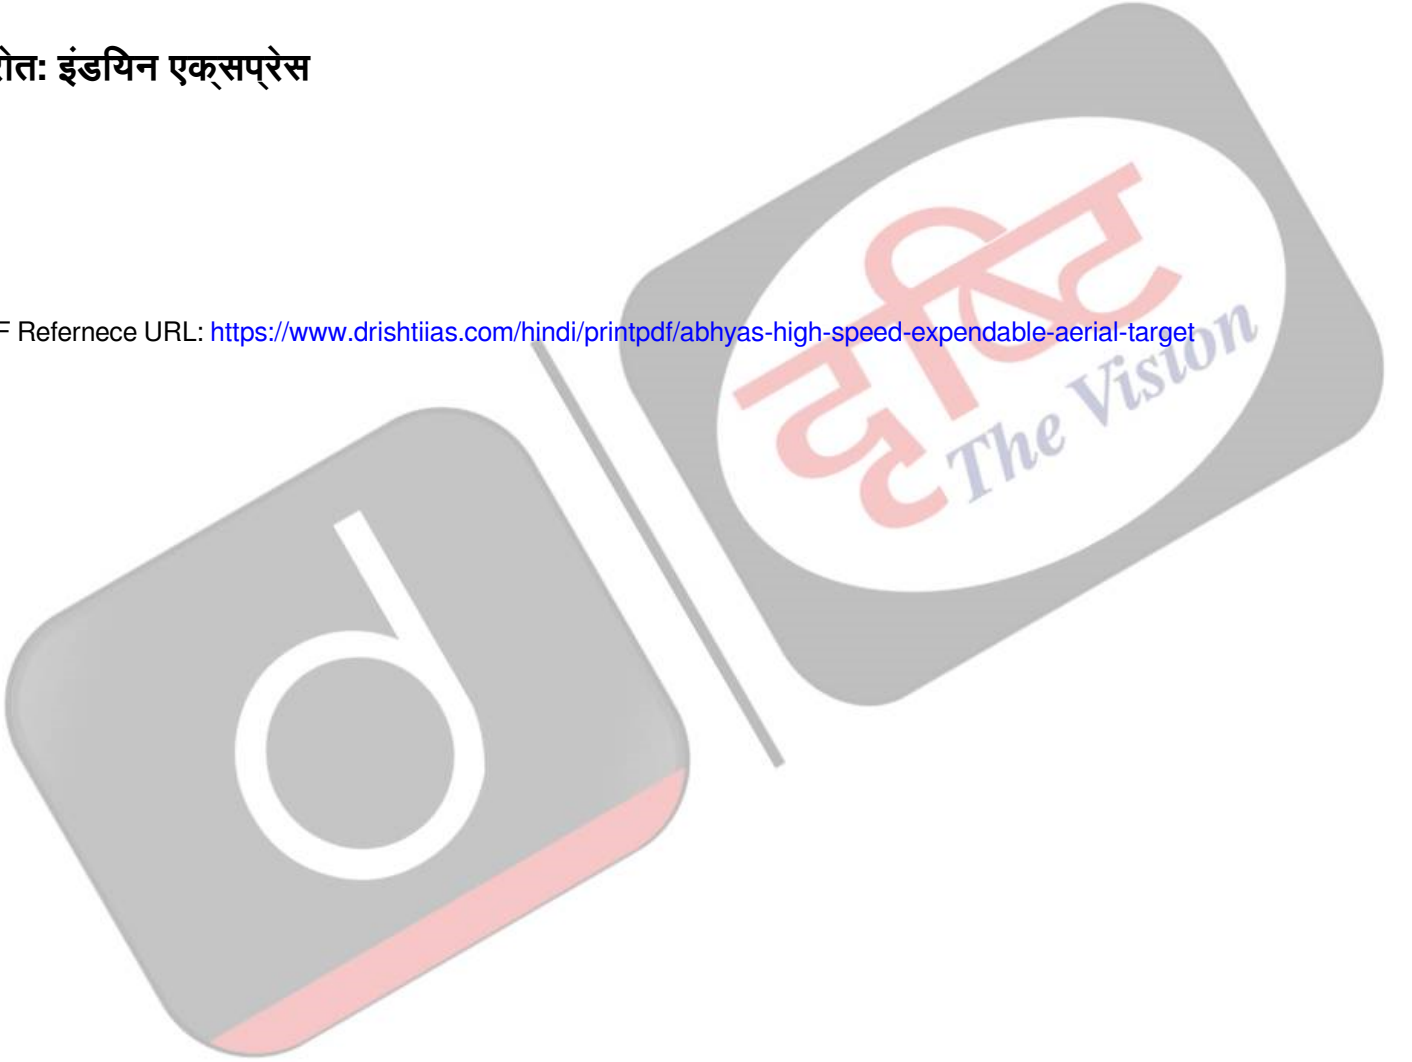 रोत: इंडियन एक्सप्रेस
F Refernece URL: https://www.drishtiias.com/hindi/printpdf/abhyas-high-speed-expendable-aerial-target
दृष्टि
The Vision
d